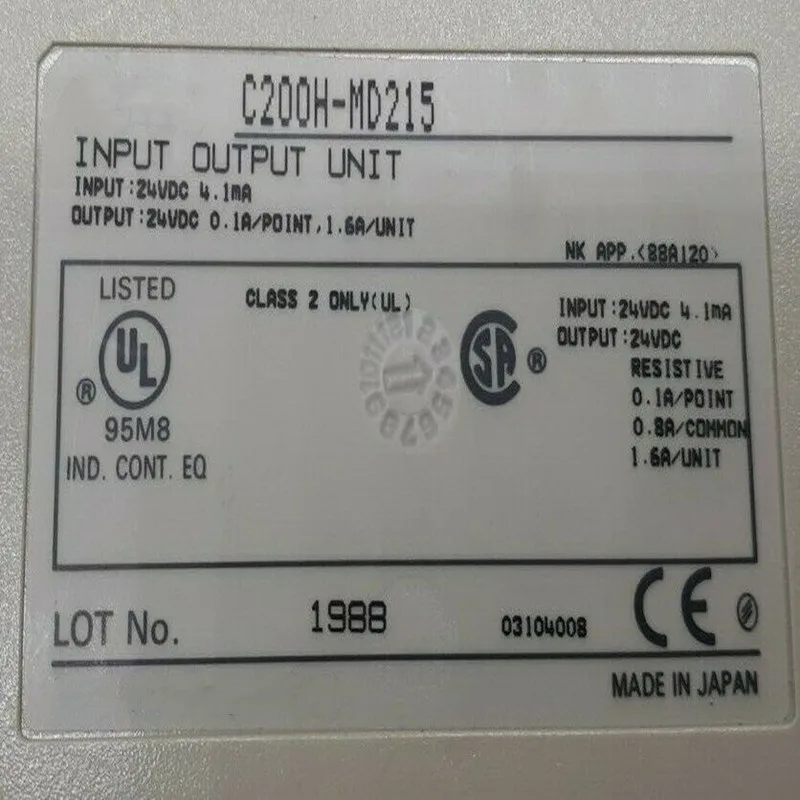 C200H-MD215
INPUT OUTPUT UNIT
INPUT:24VDC 4.1mA
OUTPUT:24VDC 0.1A/POINT,1.6A/UNIT
NK APP.<88A120>
LISTED
UL
®
95M8
IND. CONT. EQ
CLASS 2 ONLY(UL)
SA ®
INPUT:24VDC 4.1mA
OUTPUT:24VDC
RESISTIVE
0.1A/POINT
0.8A/COMMON
1.6A/UNIT
LOT No. 1988 03104008 CE
MADE IN JAPAN